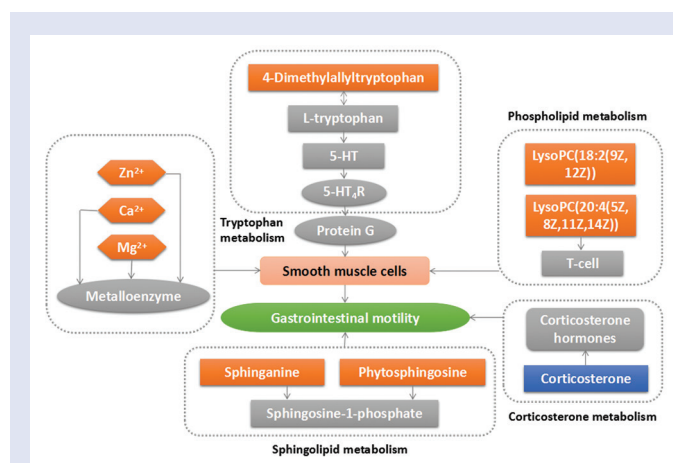 4-Dimethylallyltryptophan
L-tryptophan
5-HT
5-HT₄R
Tryptophan
metabolism
Protein G
Zn²⁺
Ca²⁺
Mg²⁺
Metalloenzyme
Phospholipid metabolism
LysoPC(18:2(9Z,
12Z))
LysoPC(20:4(5Z,
8Z,11Z,14Z))
T-cell
Smooth muscle cells
Gastrointestinal motility
Corticosterone
hormones
Corticosterone
Corticosterone metabolism
Sphinganine
Phytosphingosine
Sphingosine-1-phosphate
Sphingolipid metabolism